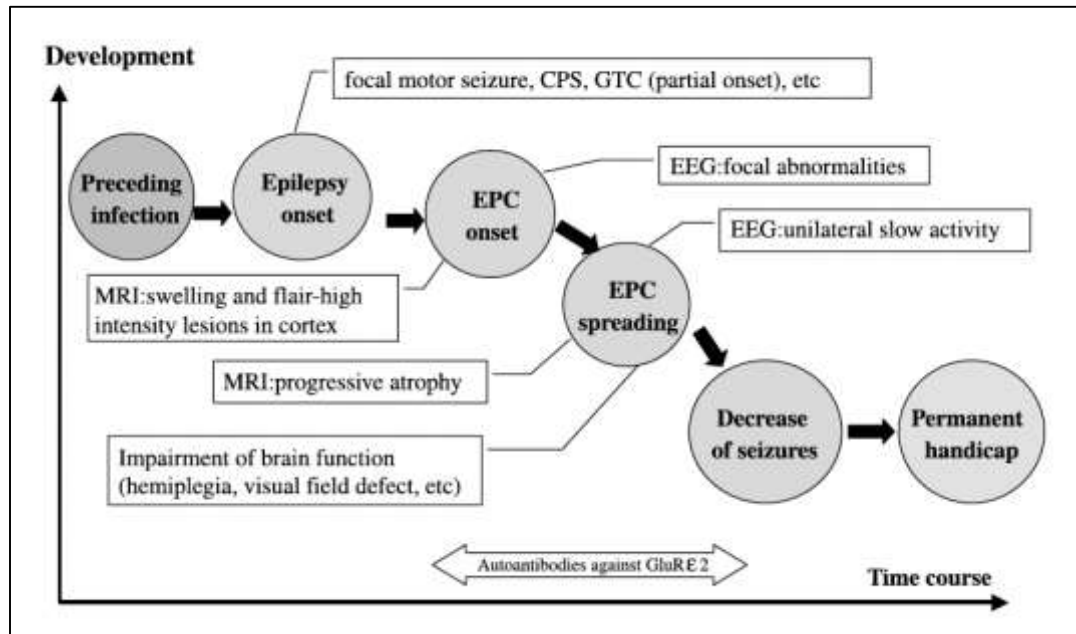 Development
focal motor seizure, CPS, GTC (partial onset), etc
Preceding
infection
Epilepsy
onset
EPC
onset
EEG:focal abnormalities
EEG:unilateral slow activity
MRI:swelling and flair-high
intensity lesions in cortex
EPC
spreading
MRI:progressive atrophy
Decrease
of seizures
Permanent
handicap
Impairment of brain function
(hemiplegia, visual field defect, etc)
Autoantibodies against GluRε2
Time course